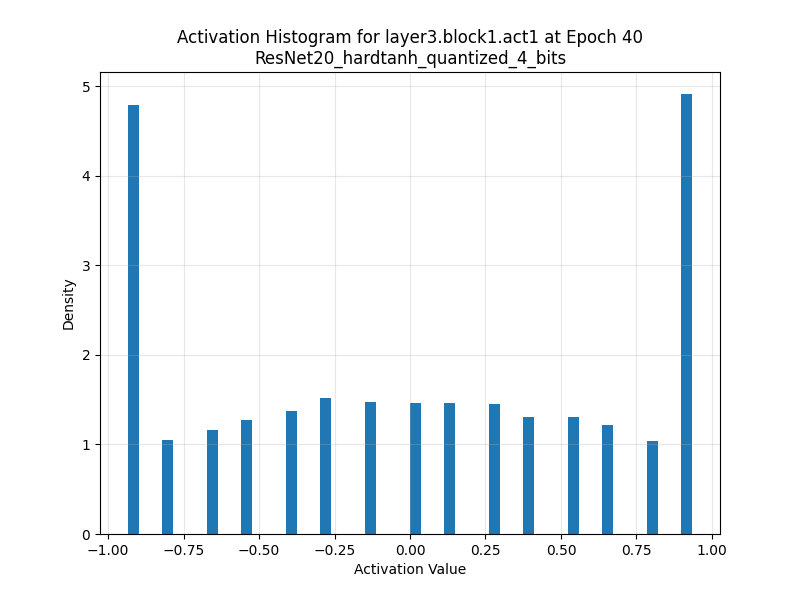 Activation Histogram for layer3.block1.act1 at Epoch 40
ResNet20_hardtanh_quantized_4_bits
5
4
3
2
1
0
Density
−1.00 −0.75 −0.50 −0.25 0.00 0.25 0.50 0.75 1.00
Activation Value